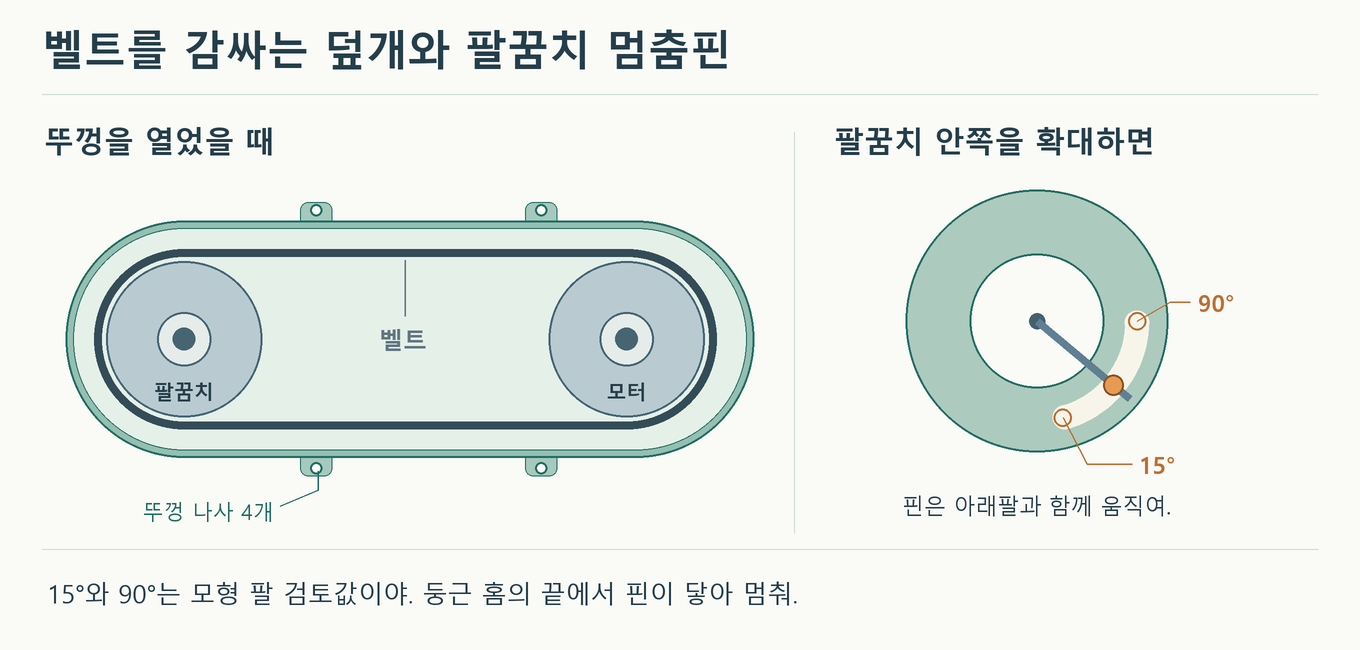 벨트를 감싸는 덮개와 팔꿈치 멈춤핀
뚜껑을 열었을 때
벨트
팔꿈치
모터
뚜껑 나사 4개
팔꿈치 안쪽을 확대하면
90°
15°
핀은 아래팔과 함께 움직여.
15°와 90°는 모형 팔 검토값이야. 둥근 홈의 끝에서 핀이 닿아 멈춰.